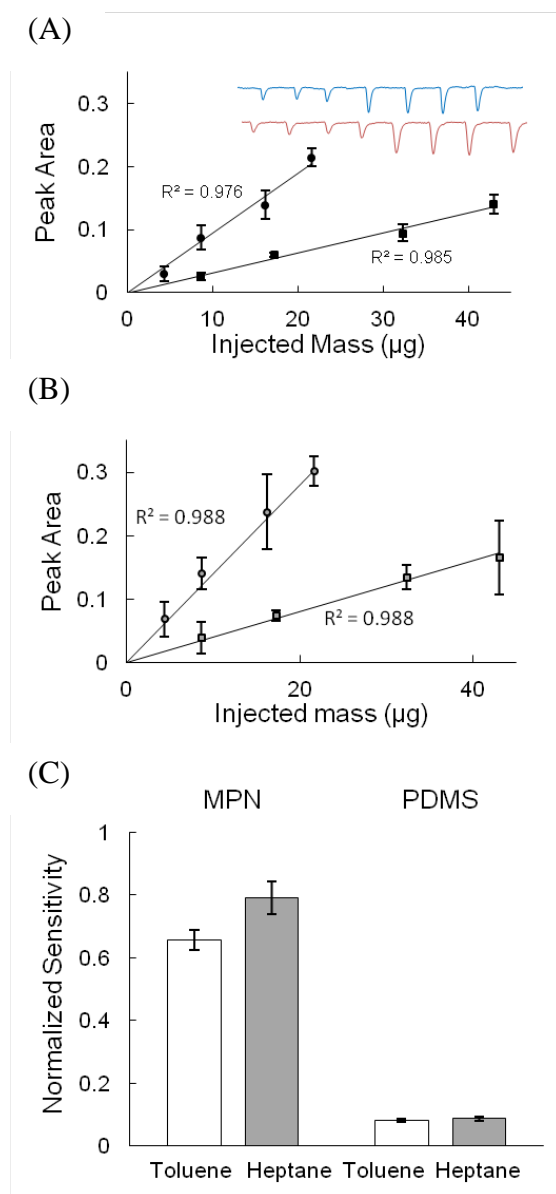 (A)
0.3
0.2
0.1
0
Peak Area
R² = 0.976
R² = 0.985
0 10 20 30 40
Injected Mass (µg)
(B)
0.3
0.2
0.1
0
Peak Area
R² = 0.988
R² = 0.988
0 20 40
Injected mass (µg)
(C)
MPN PDMS
1
0.8
0.6
0.4
0.2
0
Normalized Sensitivity
Toluene Heptane Toluene Heptane